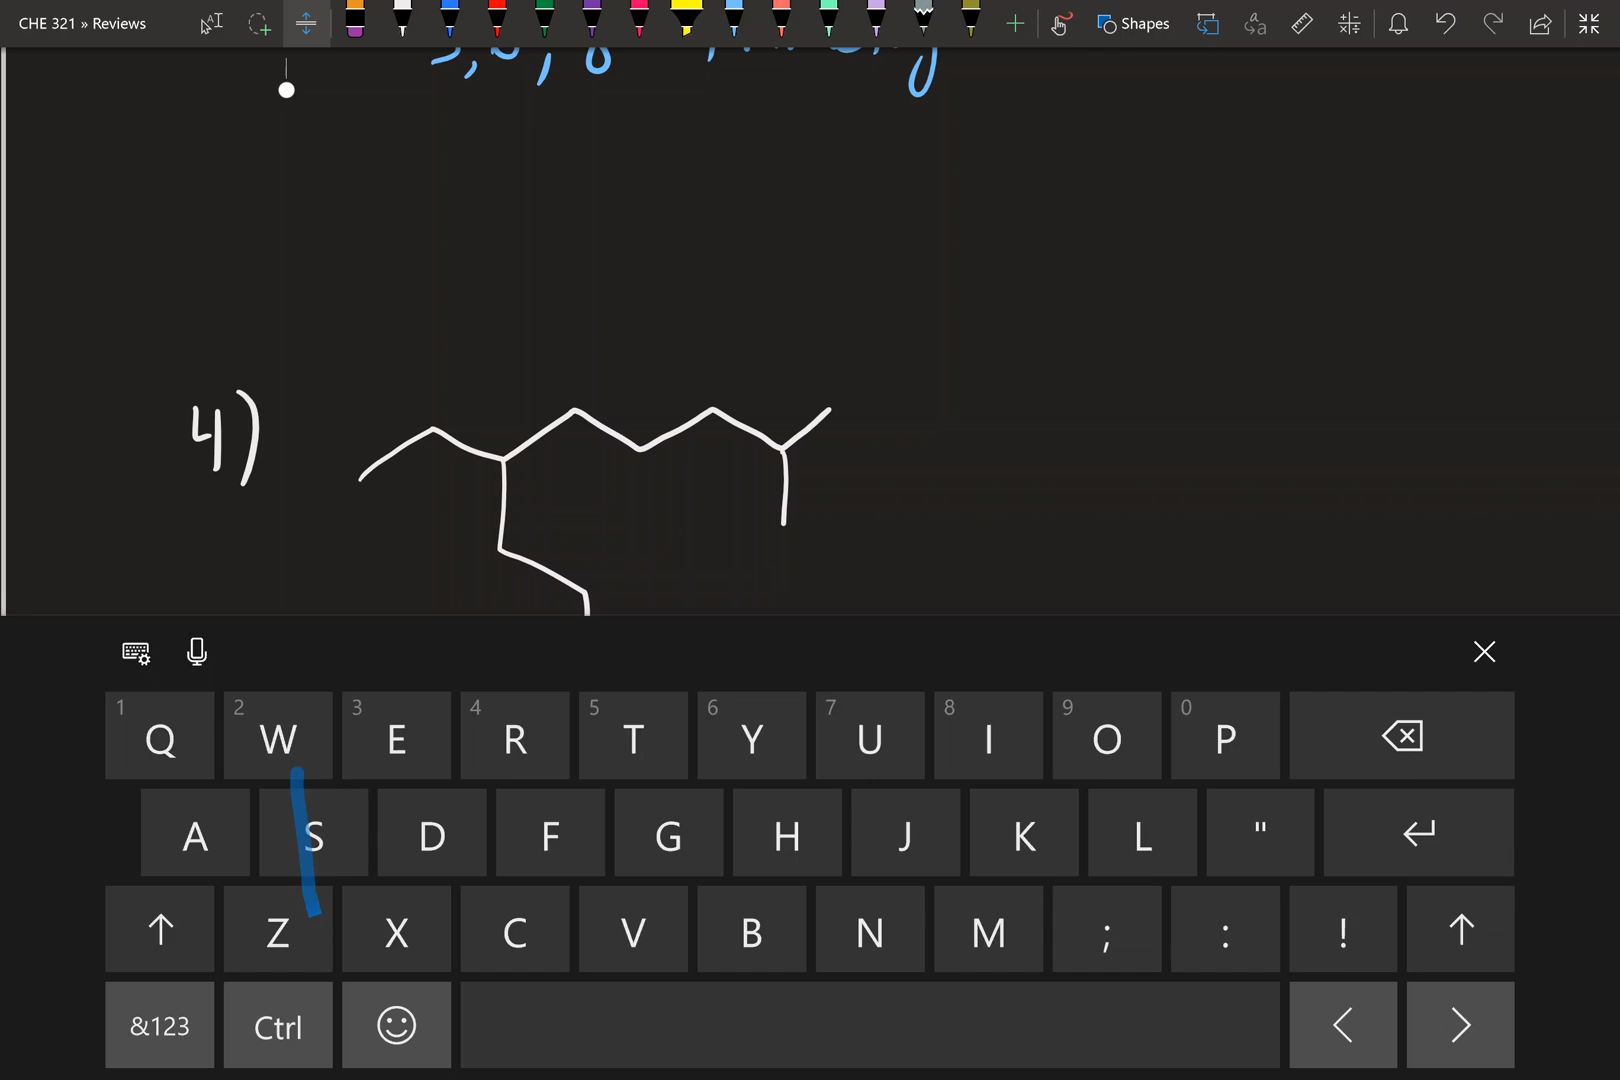 CHE 321 » Reviews
Shapes
4)
1 2 3 4 5 6 7 8 9 0
Q W E R T Y U I O P
A S D F G H J K L "
Z X C V B N M ; : !
&123 Ctrl